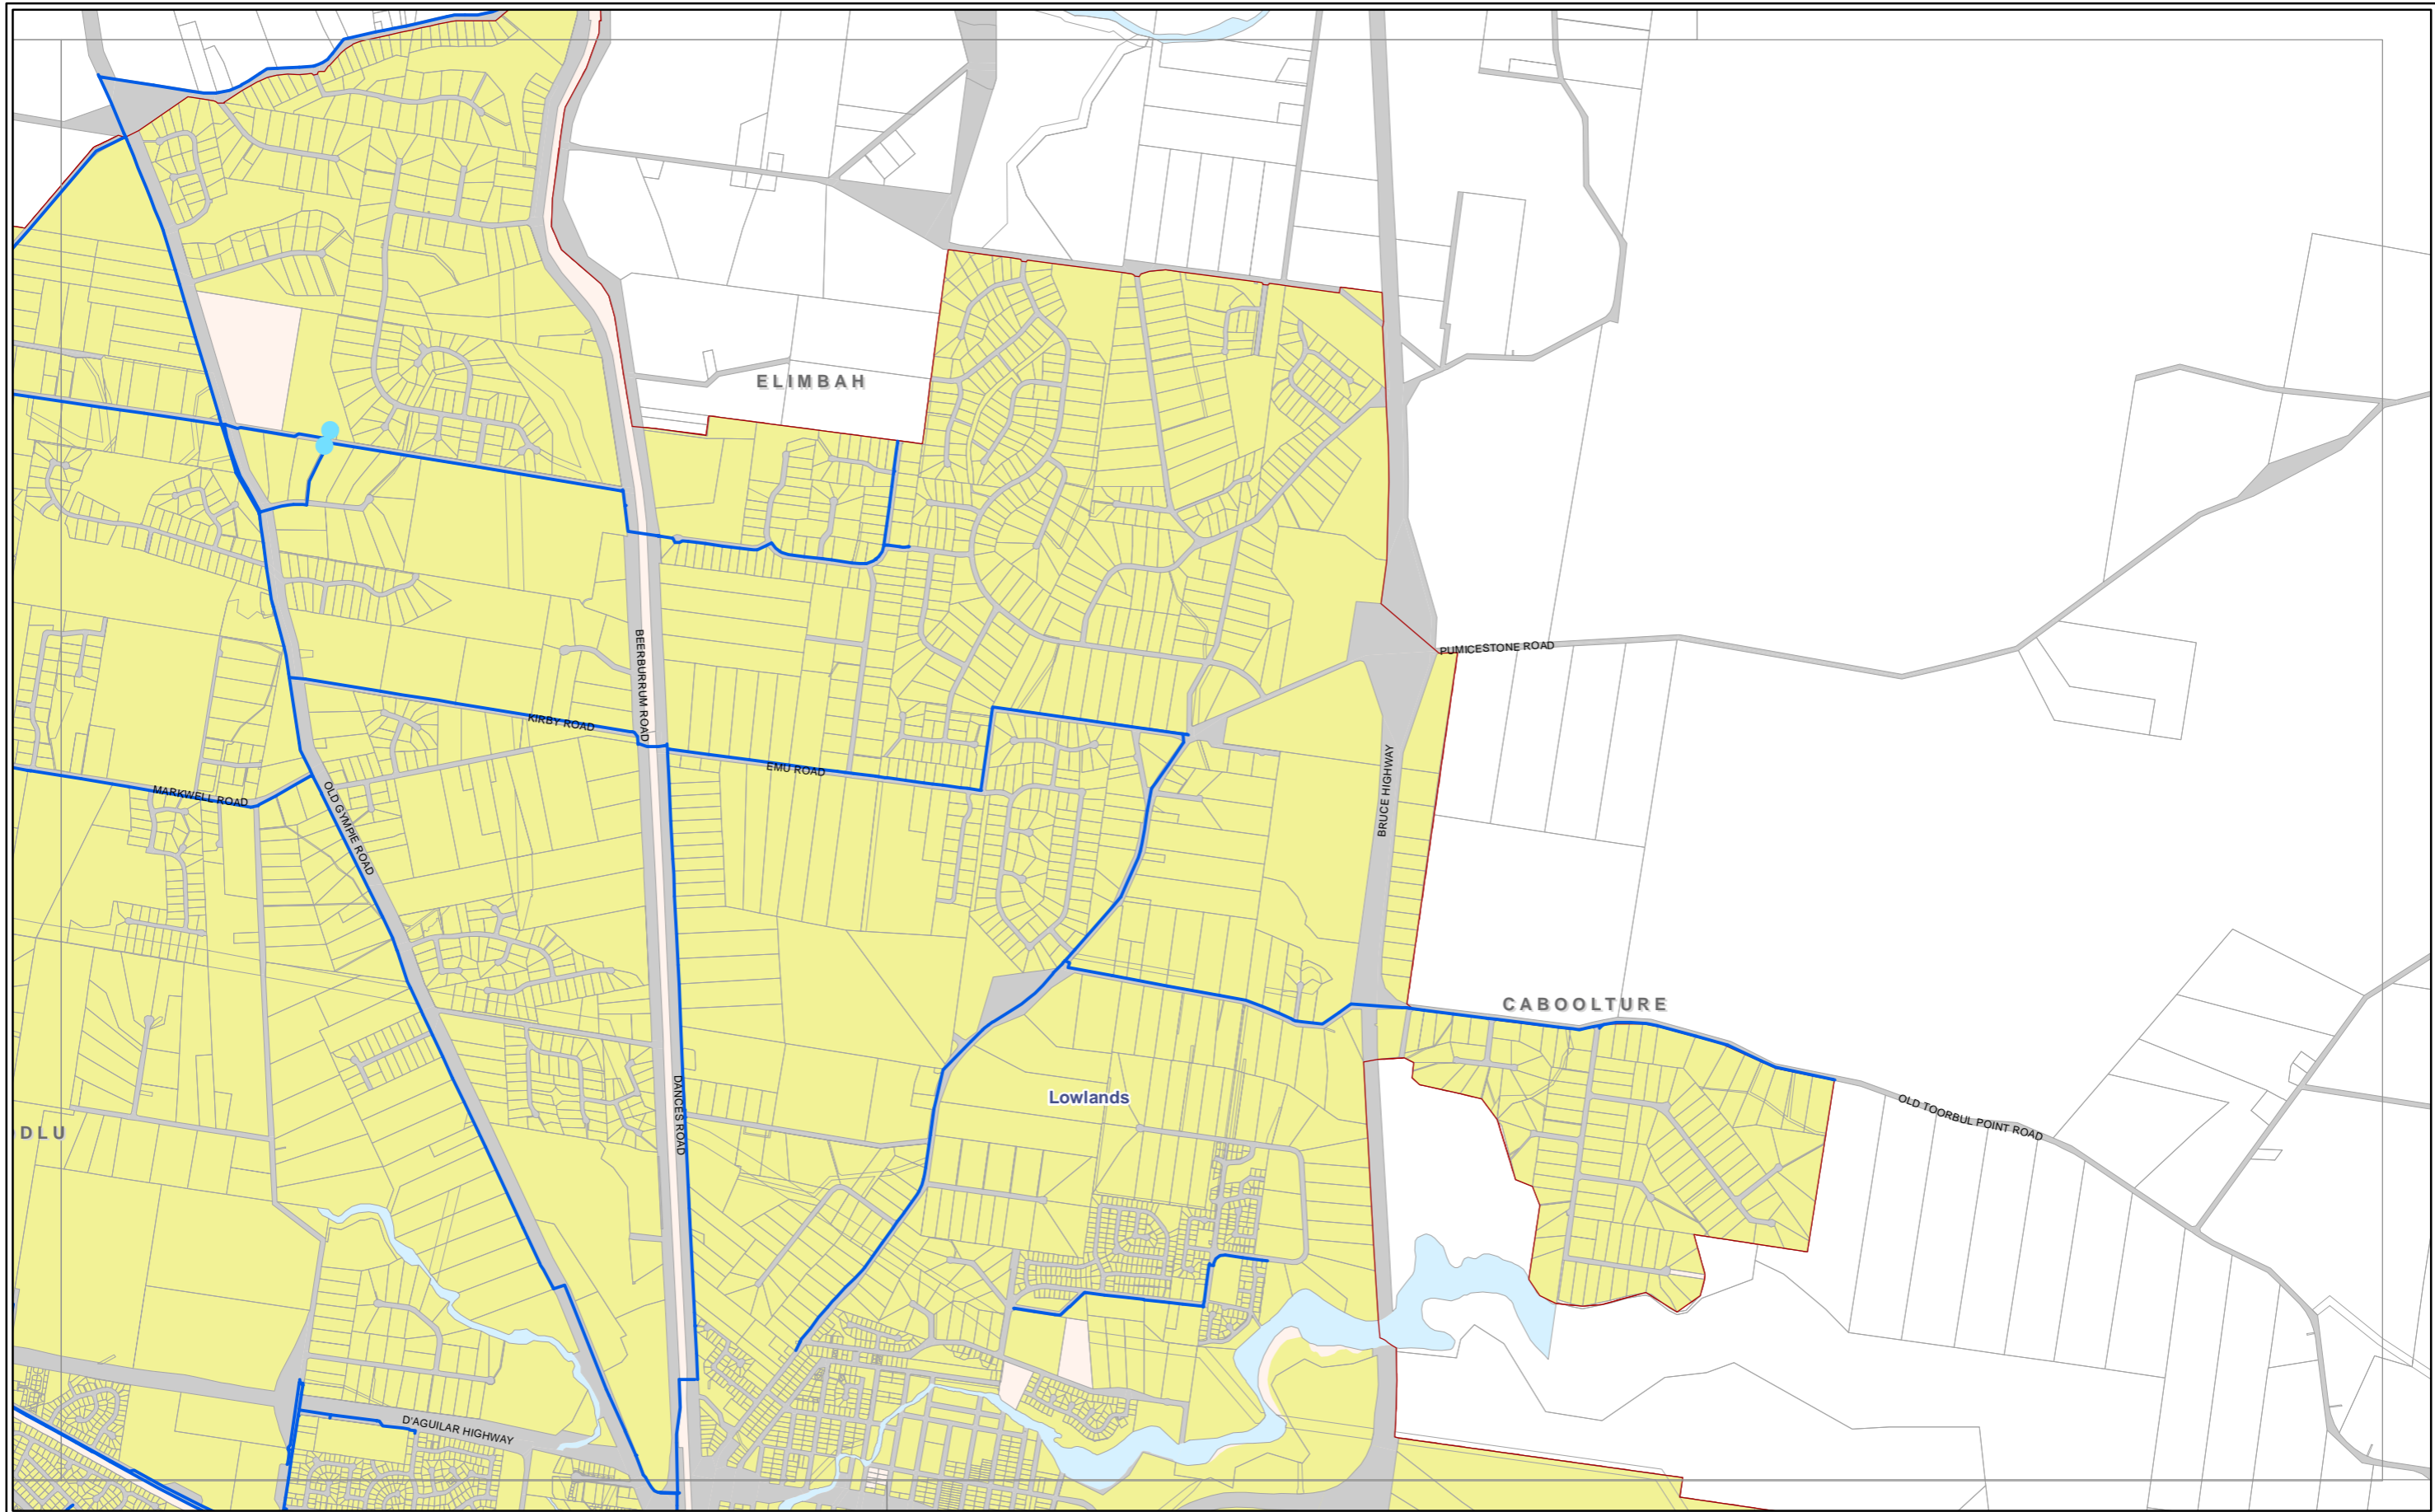 ELIMBAH
BEERBURRUM ROAD
PUMICESTONE ROAD
KIRBY ROAD
EMU ROAD
BRUCE HIGHWAY
MARKWELL ROAD
OLD GYMPIE ROAD
CABOOLTURE
DANCES ROAD
Lowlands
OLD TOORBUL POINT ROAD
DLU
D'AGUILAR HIGHWAY